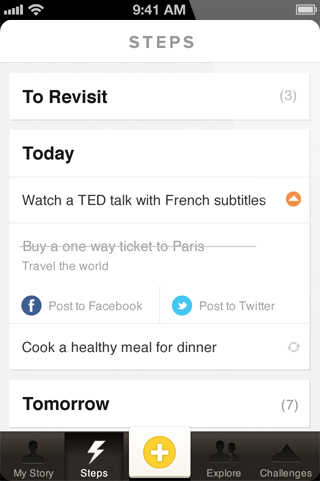 9:41 AM
STEPS
To Revisit (3)
Today
Watch a TED talk with French subtitles
Buy a one way ticket to Paris
Travel the world
Post to Facebook Post to Twitter
Cook a healthy meal for dinner
Tomorrow (7)
My Story Steps Explore Challenges